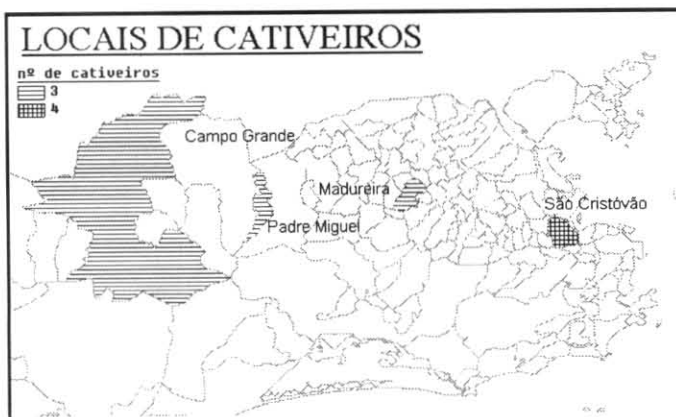 LOCAIS DE CATIVEIROS
nº de cativeiros
3
4
Campo Grande
Madureira
São Cristóvão
Padre Miguel